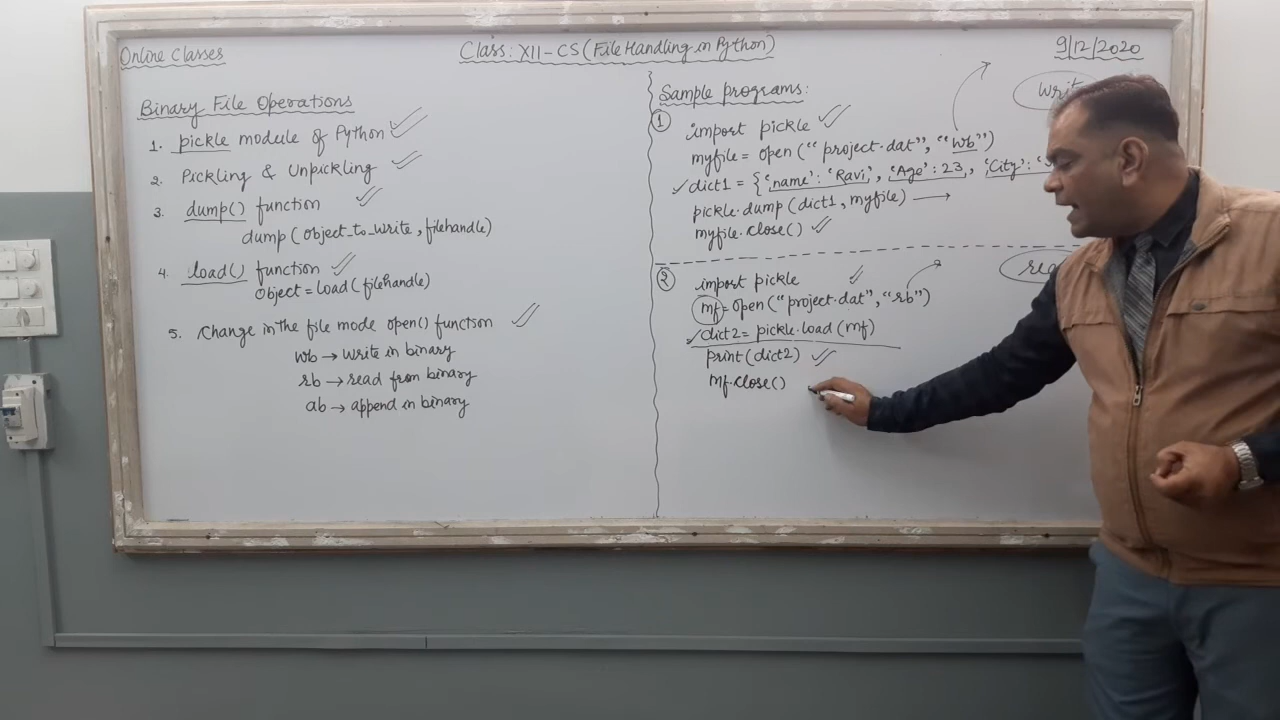 Online Classes
Class: XII-CS (File Handling in Python)
9/12/2020
Binary File Operations
1. pickle module of Python
2. Pickling & Unpickling
3. dump() function
dump(object_to_write, filehandle)
4. load() function
object = load(filehandle)
5. Change in the file mode open() function
wb → write in binary
rb → read from binary
ab → append in binary
Sample programs:
write
1
import pickle
myfile = open("project.dat", "wb")
dict1 = {'name': 'Ravi', 'Age': 23, 'City': '
pickle.dump(dict1, myfile) →
myfile.close()
2
import pickle
mf = open("project.dat", "rb")
dict2 = pickle.load(mf)
print(dict2)
mf.close()